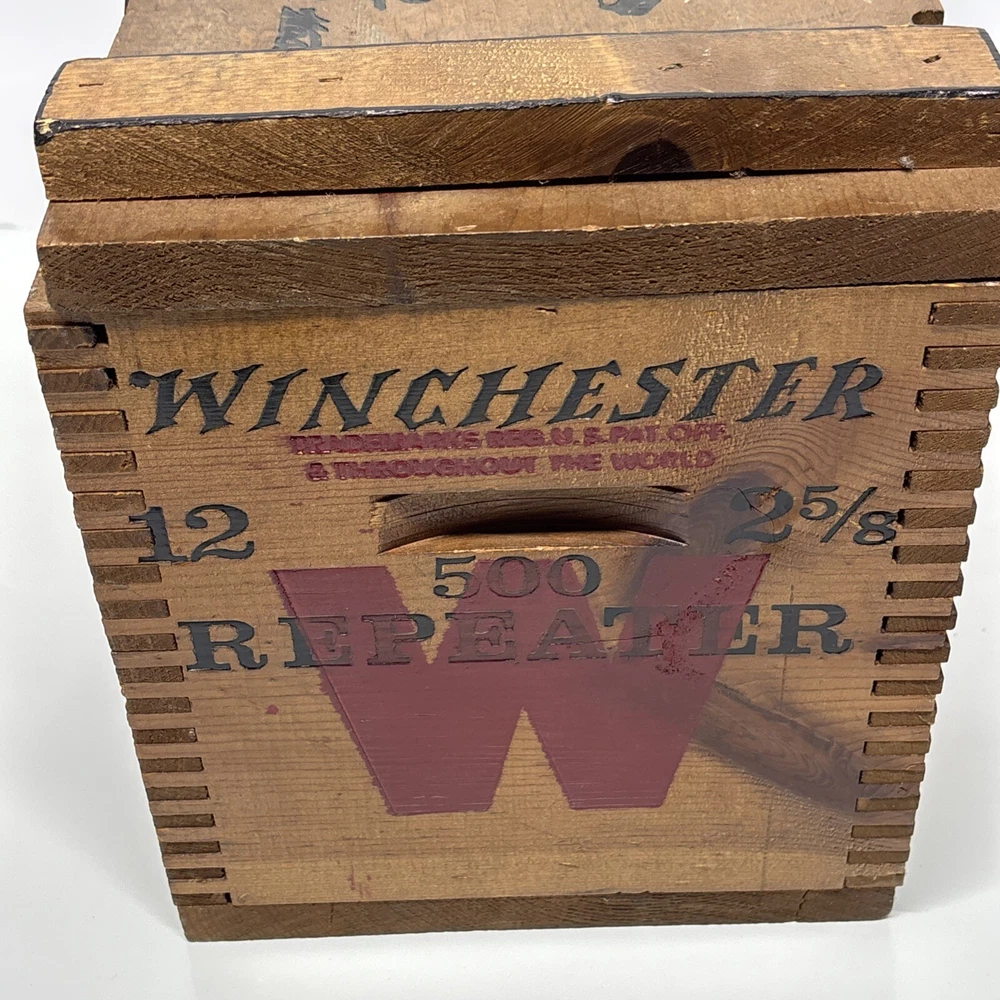 WINCHESTER
TRADEMARKS REG. U. S. PAT. OFF.
& THROUGHOUT THE WORLD
12 2 5/8
500
REPEATER
W